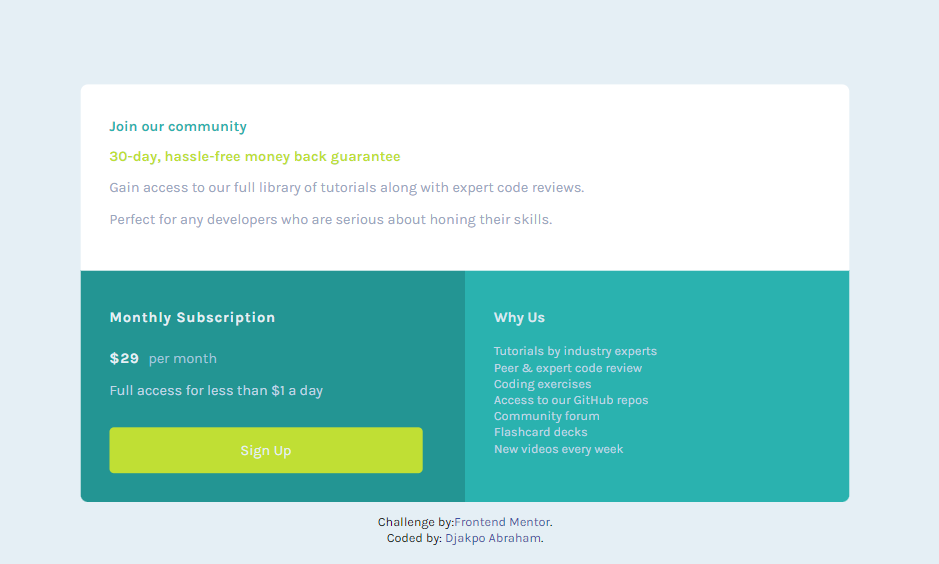 Join our community
30-day, hassle-free money back guarantee
Gain access to our full library of tutorials along with expert code reviews.
Perfect for any developers who are serious about honing their skills.
Monthly Subscription
$29 per month
Full access for less than $1 a day
Sign Up
Why Us
Tutorials by industry experts
Peer & expert code review
Coding exercises
Access to our GitHub repos
Community forum
Flashcard decks
New videos every week
Challenge by:Frontend Mentor.
Coded by: Djakpo Abraham.